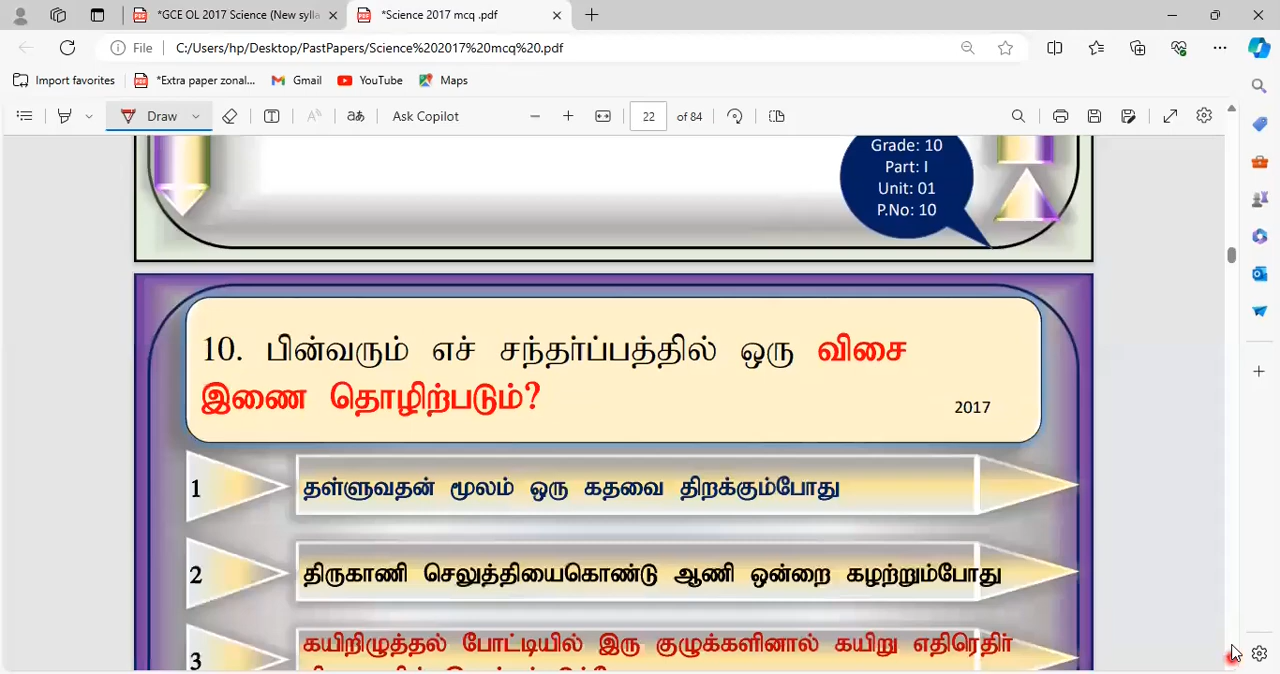 *GCE OL 2017 Science (New sylla
*Science 2017 mcq .pdf
File
C:/Users/hp/Desktop/PastPapers/Science%202017%20mcq%20.pdf
Import favorites
*Extra paper zonal...
Gmail
YouTube
Maps
Draw
Ask Copilot
22 of 84
Grade: 10
Part: I
Unit: 01
P.No: 10
10. பின்வரும் எச் சந்தர்ப்பத்தில் ஒரு விசை
இணை தொழிற்படும்?
2017
1 தள்ளுவதன் மூலம் ஒரு கதவை திறக்கும்போது
2 திருகாணி செலுத்தியைகொண்டு ஆணி ஒன்றை கழற்றும்போது
3 கயிறிழுத்தல் போட்டியில் இரு குழுக்களினால் கயிறு எதிரெதிர்